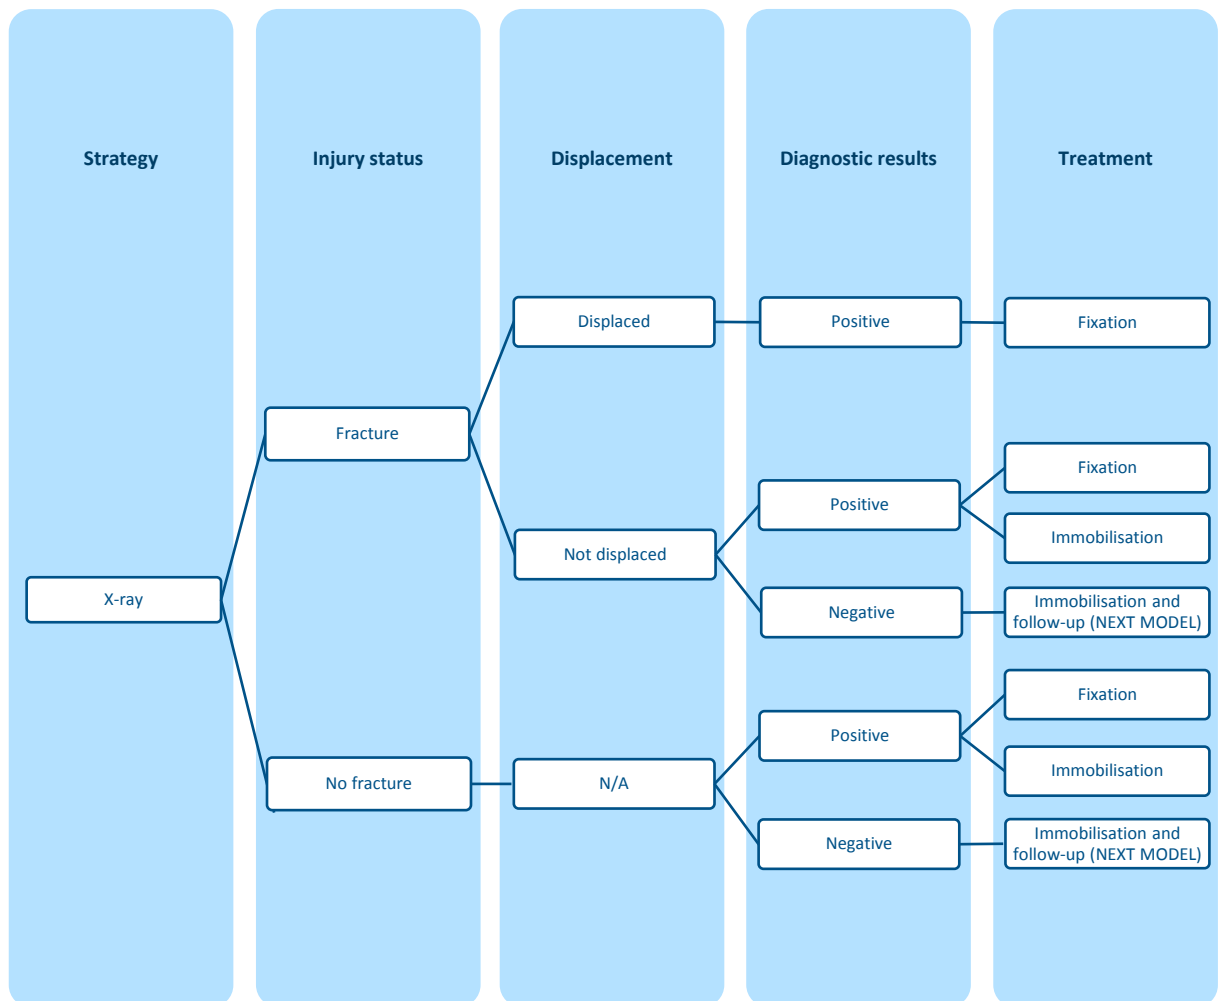 Strategy
Injury status
Displacement
Diagnostic results
Treatment
Displaced
Positive
Fixation
Fracture
Fixation
Positive
Immobilisation
Not displaced
X-ray
Negative
Immobilisation and
follow-up (NEXT MODEL)
Fixation
Positive
No fracture
N/A
Immobilisation
Negative
Immobilisation and
follow-up (NEXT MODEL)